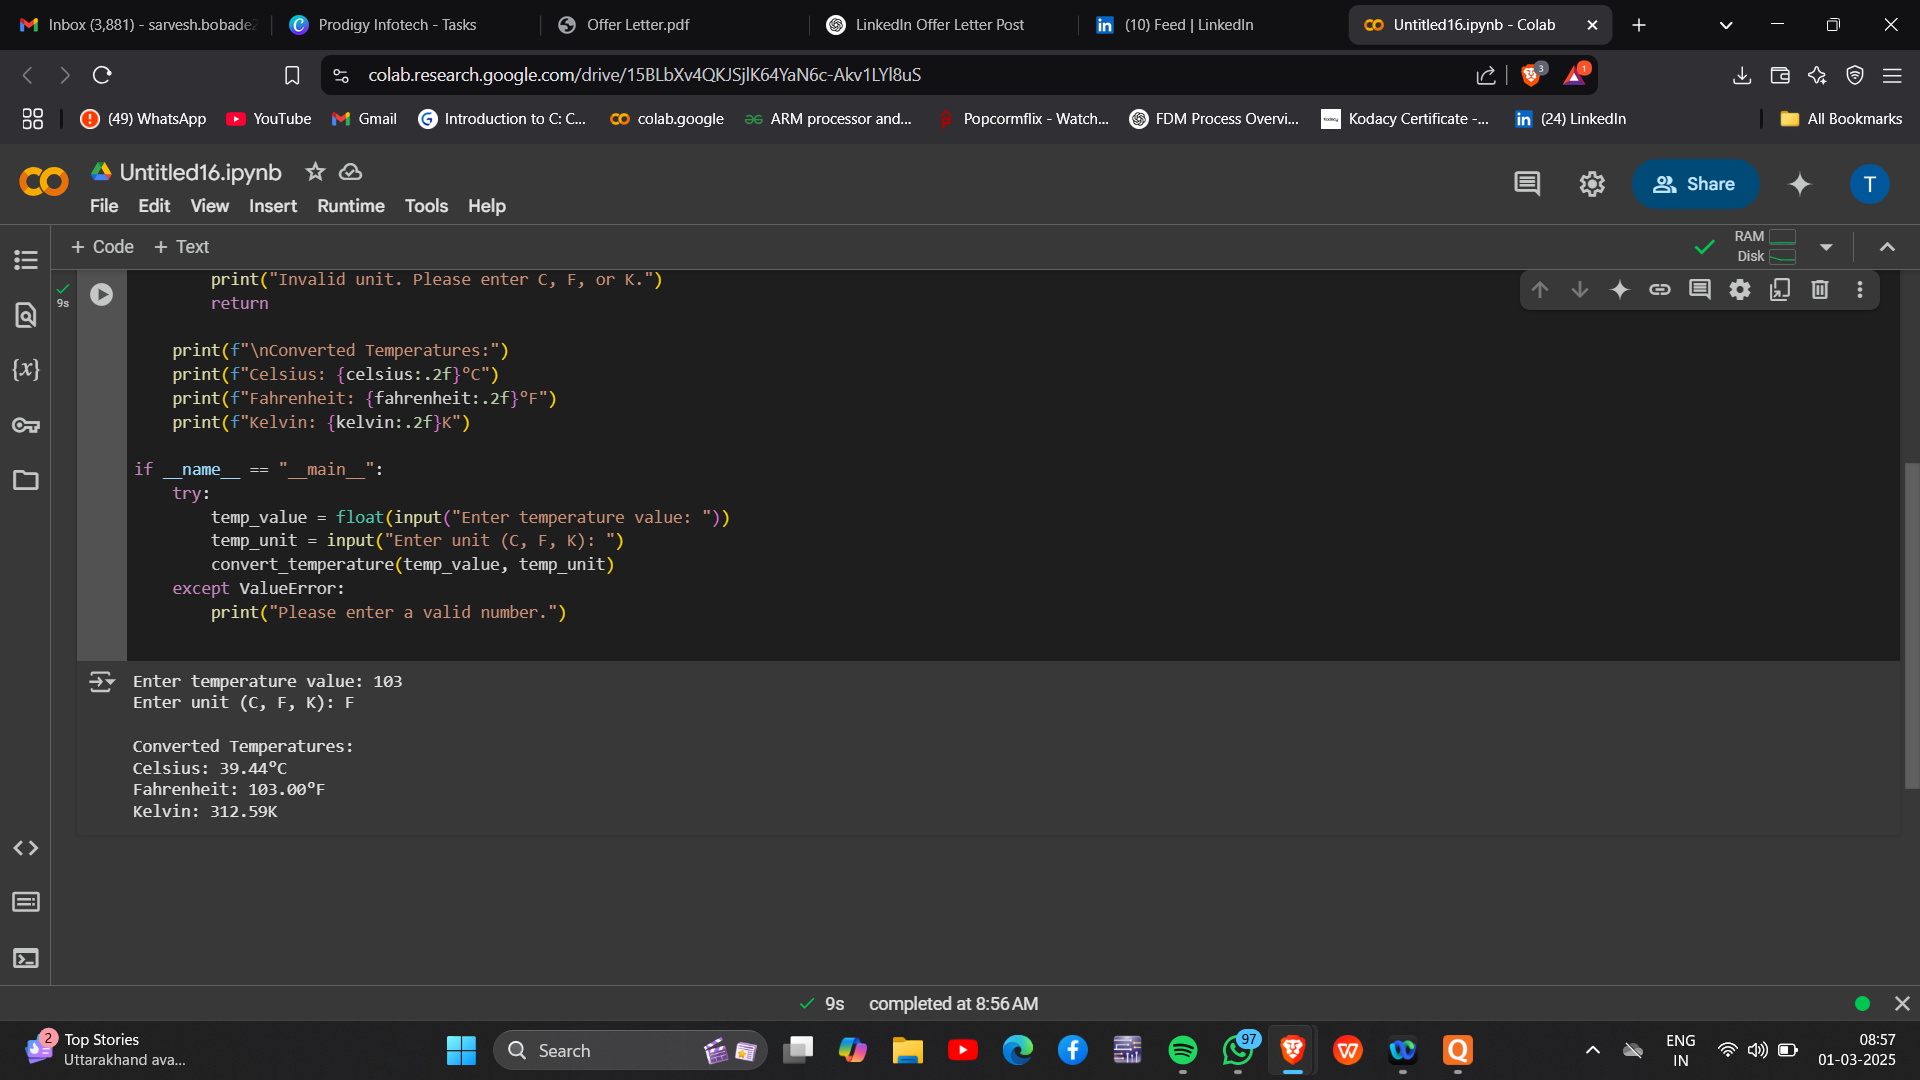 Inbox (3,881) - sarvesh.bobade2
Prodigy Infotech - Tasks
Offer Letter.pdf
LinkedIn Offer Letter Post
(10) Feed | LinkedIn
Untitled16.ipynb - Colab
colab.research.google.com/drive/15BLbXv4QKJSjlK64YaN6c-Akv1LYl8uS
3
1
(49) WhatsApp
YouTube
Gmail
Introduction to C: C...
colab.google
ARM processor and...
Popcormflix - Watch...
FDM Process Overvi...
Kodacy Certificate -...
(24) LinkedIn
All Bookmarks
Untitled16.ipynb
File Edit View Insert Runtime Tools Help
Share
T
+ Code + Text
RAM
Disk
9s
print("Invalid unit. Please enter C, F, or K.")
return
print(f"\nConverted Temperatures:")
print(f"Celsius: {celsius:.2f}°C")
print(f"Fahrenheit: {fahrenheit:.2f}°F")
print(f"Kelvin: {kelvin:.2f}K")
if __name__ == "__main__":
try:
temp_value = float(input("Enter temperature value: "))
temp_unit = input("Enter unit (C, F, K): ")
convert_temperature(temp_value, temp_unit)
except ValueError:
print("Please enter a valid number.")
Enter temperature value: 103
Enter unit (C, F, K): F
Converted Temperatures:
Celsius: 39.44°C
Fahrenheit: 103.00°F
Kelvin: 312.59K
9s completed at 8:56 AM
2
Top Stories
Uttarakhand ava...
Search
97
ENG
IN
08:57
01-03-2025